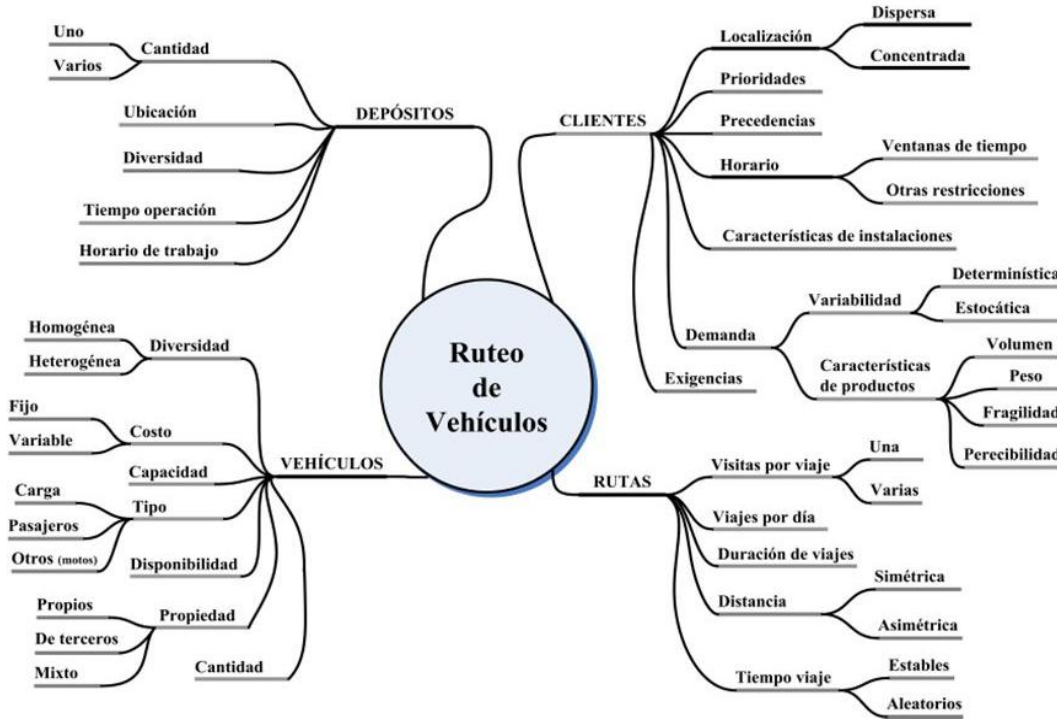 Ruteo
de
Vehículos
DEPÓSITOS
Cantidad
Uno
Varios
Ubicación
Diversidad
Tiempo operación
Horario de trabajo
CLIENTES
Localización
Dispersa
Concentrada
Prioridades
Precedencias
Horario
Ventanas de tiempo
Otras restricciones
Características de instalaciones
Demanda
Variabilidad
Determinística
Estocática
Características
de productos
Volumen
Peso
Fragilidad
Perecibilidad
Exigencias
VEHÍCULOS
Diversidad
Homogénea
Heterogénea
Costo
Fijo
Variable
Capacidad
Tipo
Carga
Pasajeros
Otros (motos)
Disponibilidad
Propiedad
Propios
De terceros
Mixto
Cantidad
RUTAS
Visitas por viaje
Una
Varias
Viajes por día
Duración de viajes
Distancia
Simétrica
Asimétrica
Tiempo viaje
Estables
Aleatorios